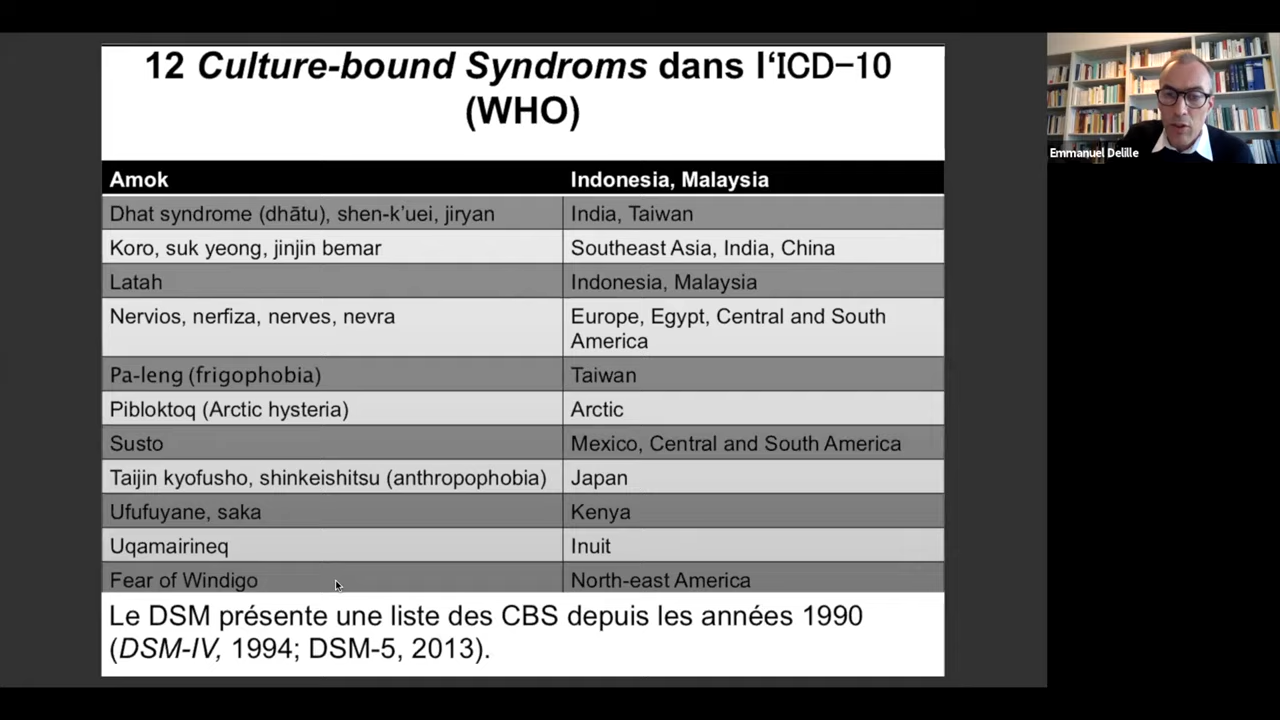 12 Culture-bound Syndroms dans l‘ICD-10
(WHO)
Amok Indonesia, Malaysia
Dhat syndrome (dhātu), shen-k’uei, jiryan India, Taiwan
Koro, suk yeong, jinjin bemar Southeast Asia, India, China
Latah Indonesia, Malaysia
Nervios, nerfiza, nerves, nevra Europe, Egypt, Central and South
America
Pa-leng (frigophobia) Taiwan
Pibloktoq (Arctic hysteria) Arctic
Susto Mexico, Central and South America
Taijin kyofusho, shinkeishitsu (anthropophobia) Japan
Ufufuyane, saka Kenya
Uqamairineq Inuit
Fear of Windigo North-east America
Le DSM présente une liste des CBS depuis les années 1990
(DSM-IV, 1994; DSM-5, 2013).
Emmanuel Delille